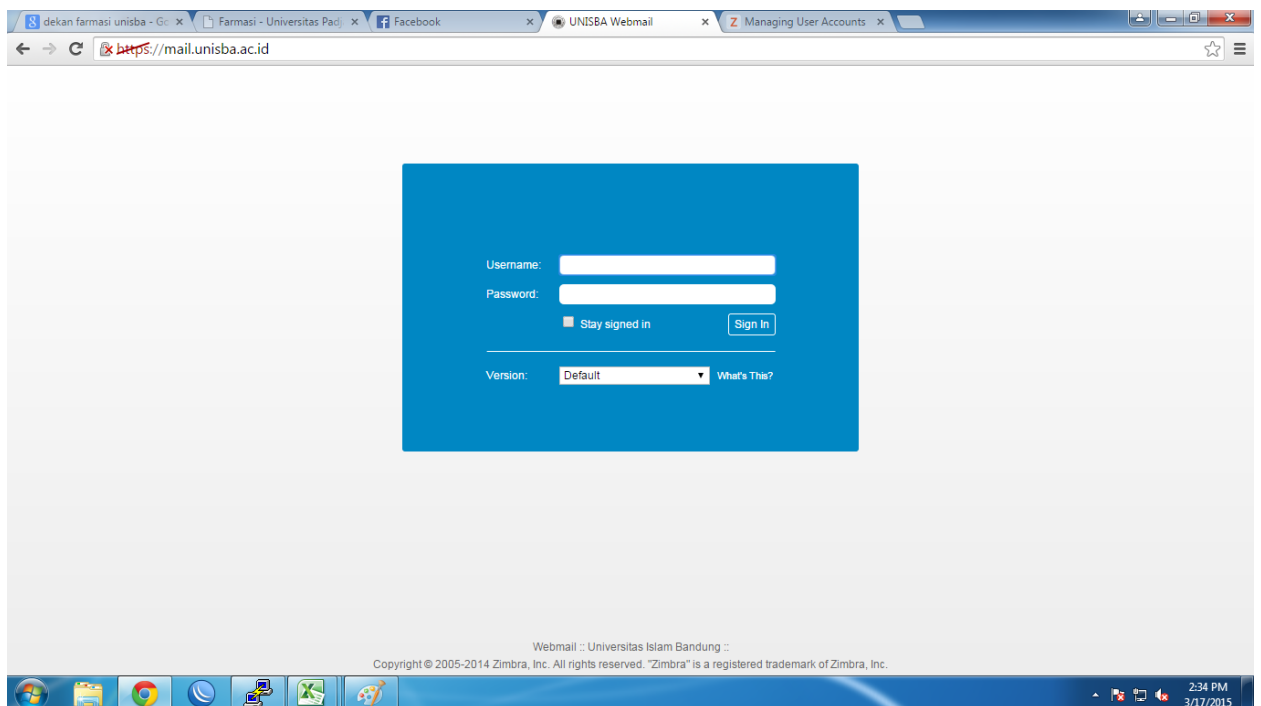 dekan farmasi unisba - Go
Farmasi - Universitas Padj
Facebook
UNISBA Webmail
Managing User Accounts
https://mail.unisba.ac.id
Username:
Password:
Stay signed in
Sign In
Version:
Default
What's This?
Webmail :: Universitas Islam Bandung ::
Copyright © 2005-2014 Zimbra, Inc. All rights reserved. "Zimbra" is a registered trademark of Zimbra, Inc.
2:34 PM
3/17/2015